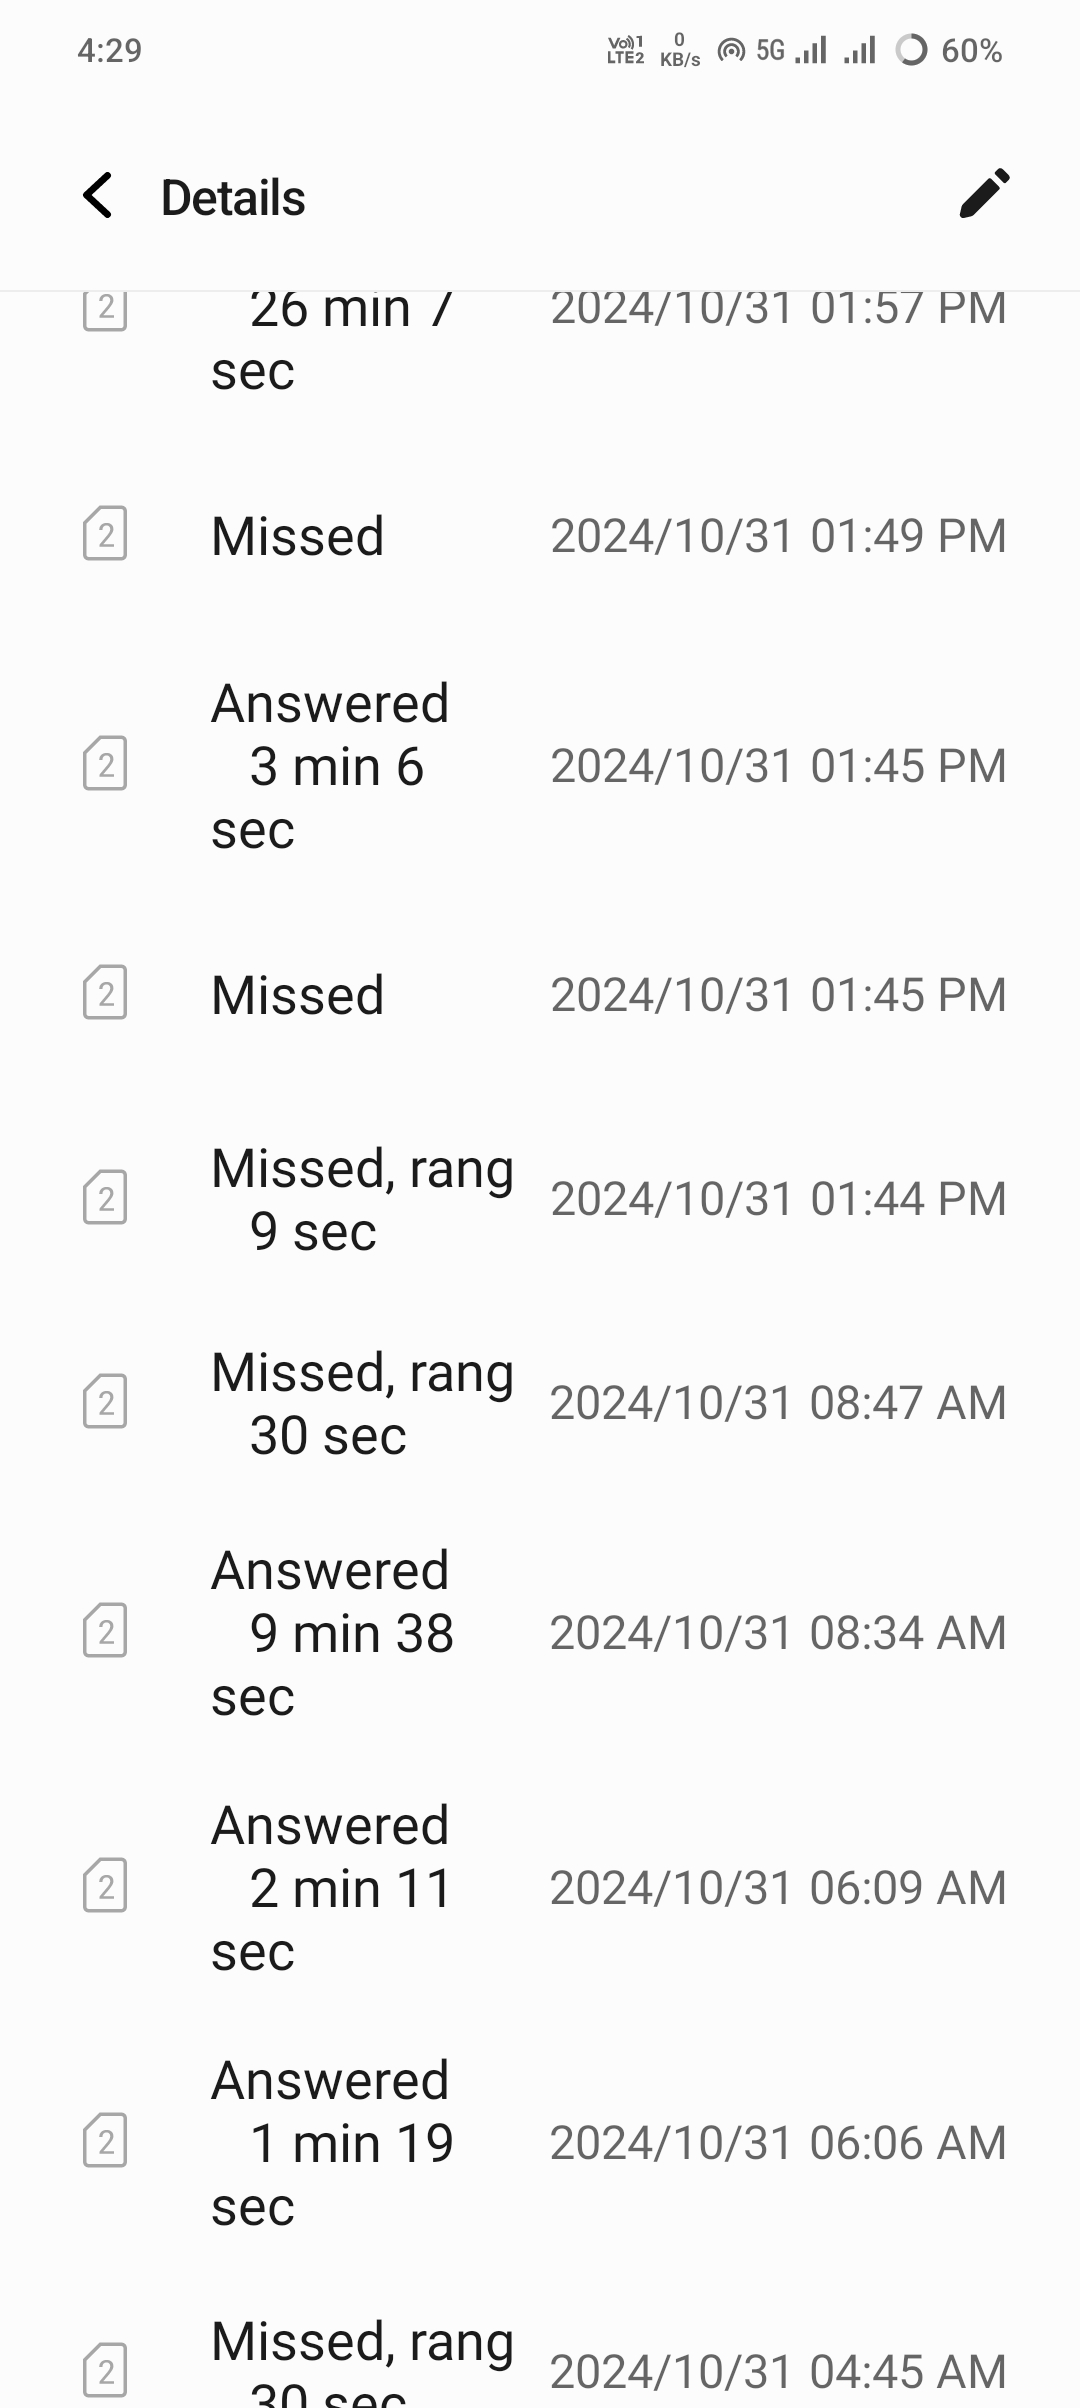 4:29
Vo)) 1
LTE2
0
KB/s
5G
60%
Details
2
26 min 7
sec
2024/10/31 01:57 PM
2
Missed
2024/10/31 01:49 PM
2
Answered
3 min 6
sec
2024/10/31 01:45 PM
2
Missed
2024/10/31 01:45 PM
2
Missed, rang
9 sec
2024/10/31 01:44 PM
2
Missed, rang
30 sec
2024/10/31 08:47 AM
2
Answered
9 min 38
sec
2024/10/31 08:34 AM
2
Answered
2 min 11
sec
2024/10/31 06:09 AM
2
Answered
1 min 19
sec
2024/10/31 06:06 AM
2
Missed, rang
30 sec
2024/10/31 04:45 AM